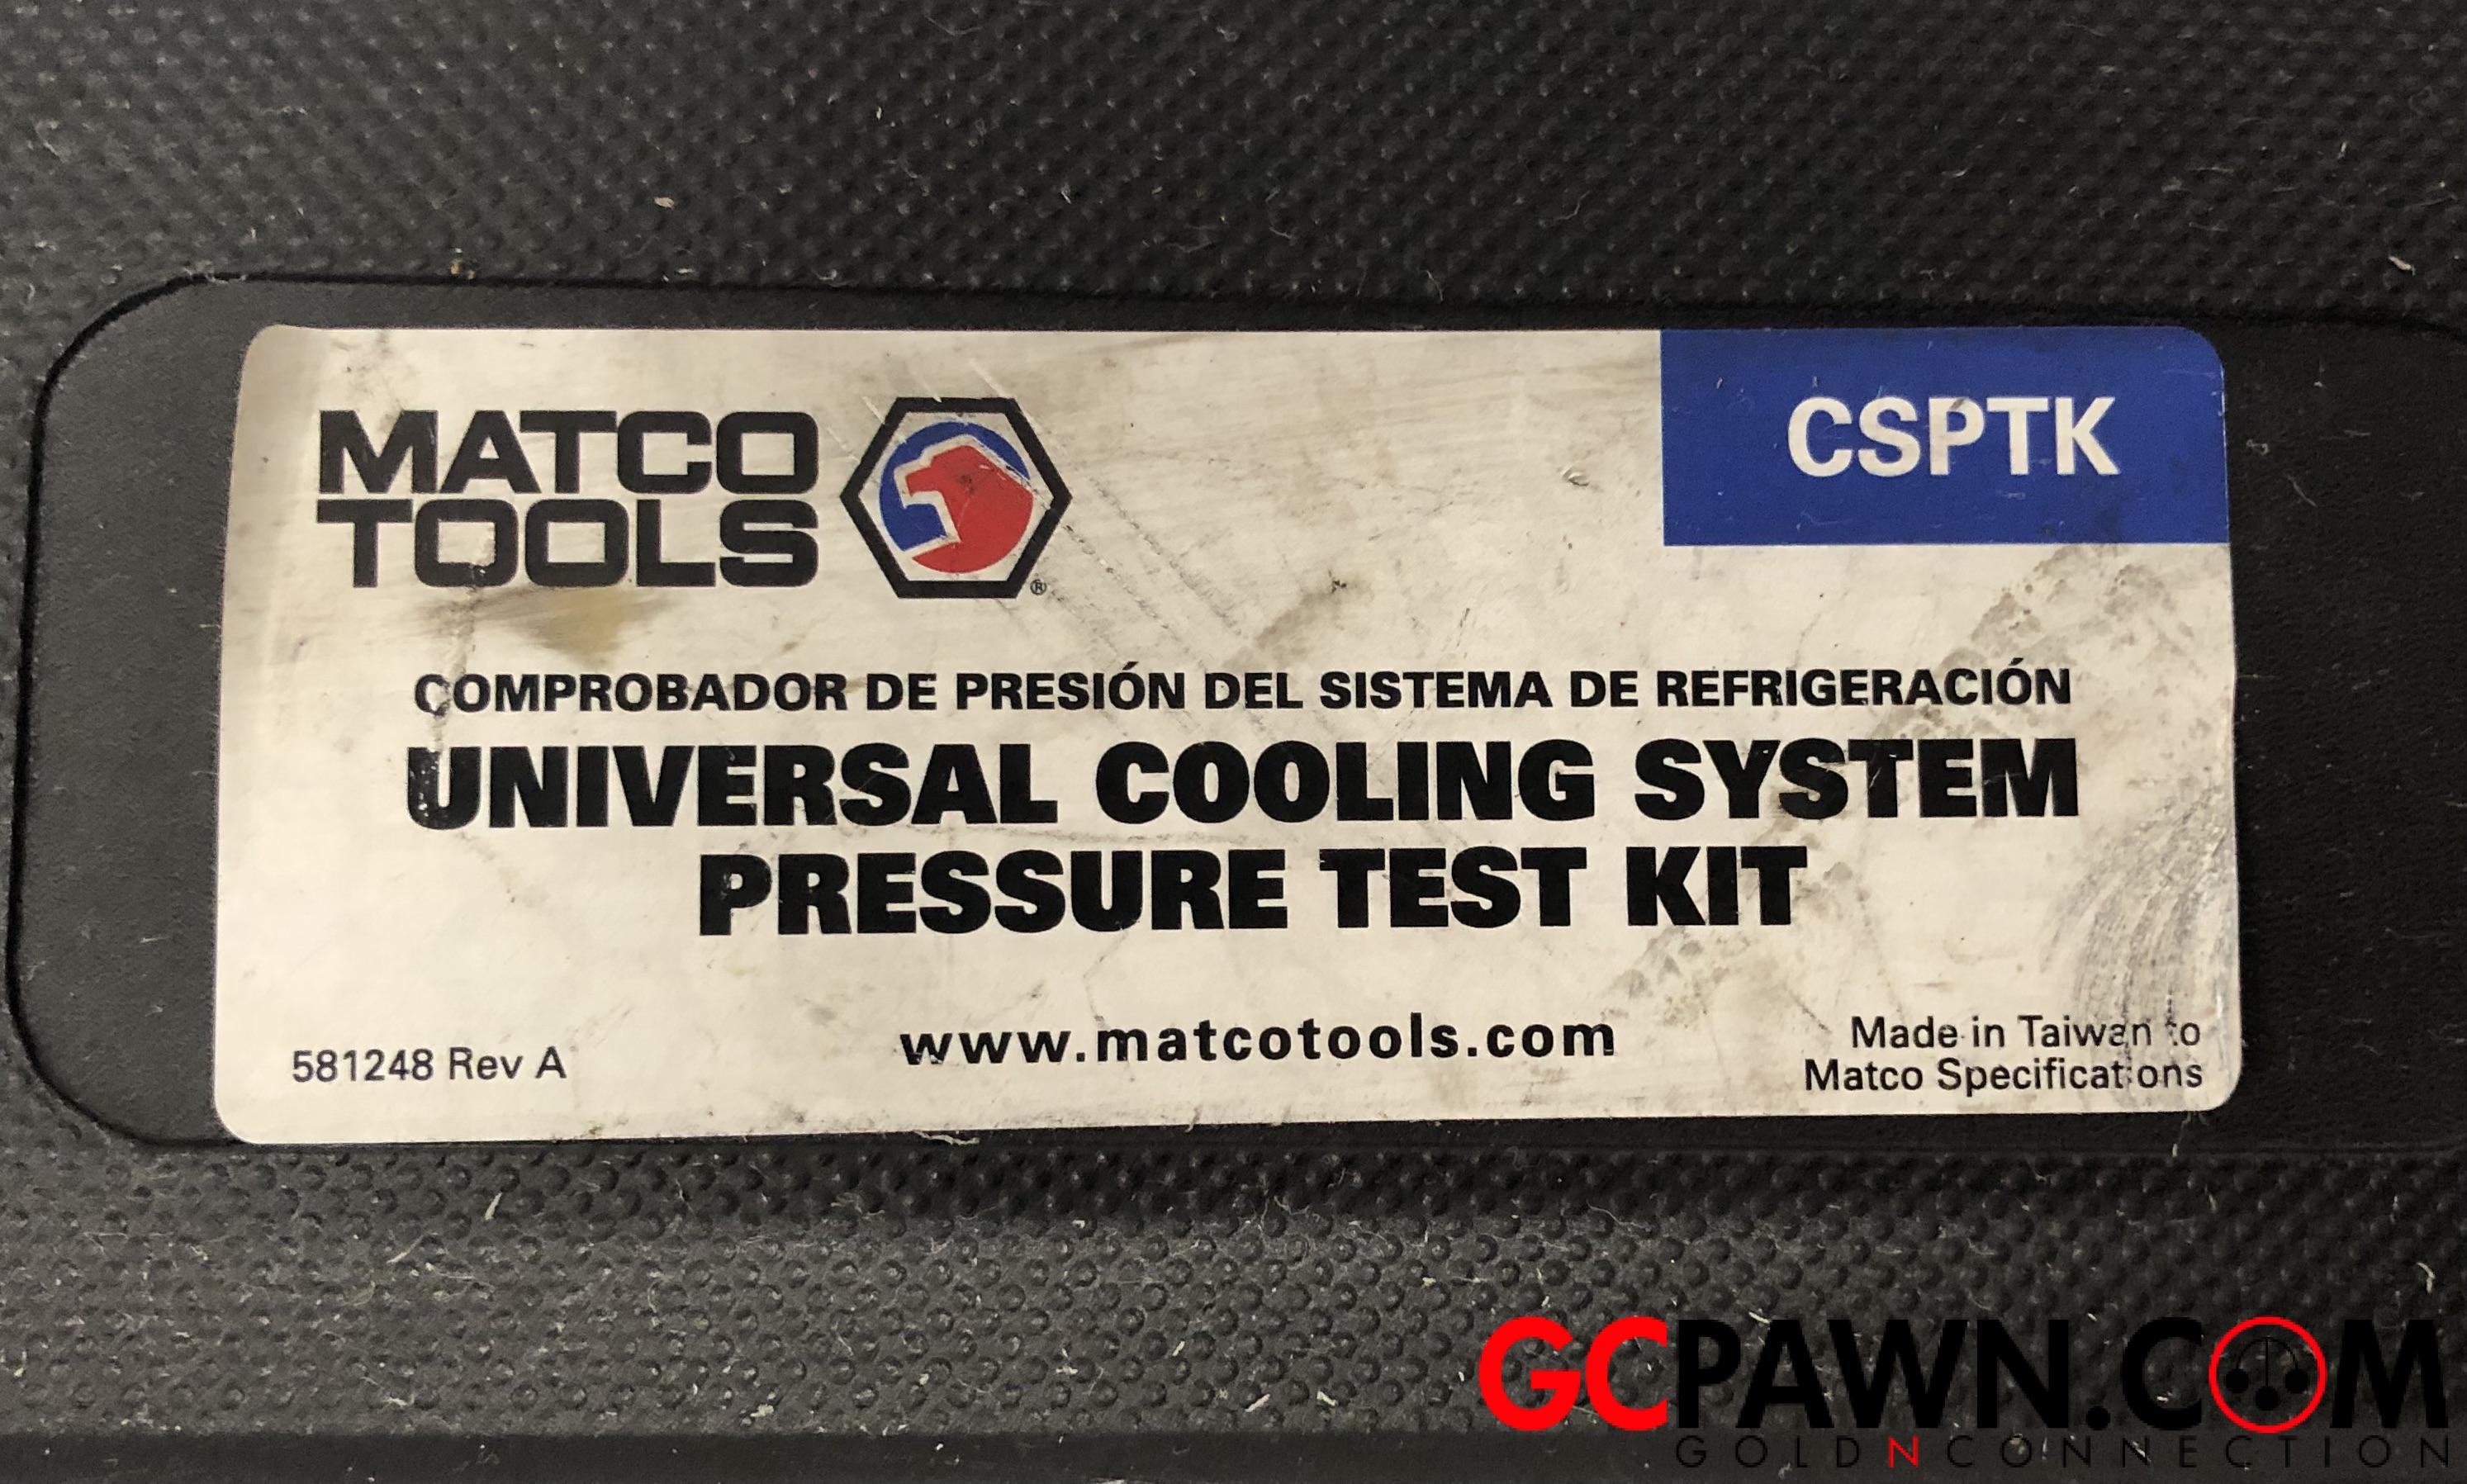 MATCO
TOOLS
®
CSPTK
COMPROBADOR DE PRESIÓN DEL SISTEMA DE REFRIGERACIÓN
UNIVERSAL COOLING SYSTEM
PRESSURE TEST KIT
581248 Rev A
www.matcotools.com
Made in Taiwan to
Matco Specifications
GCPAWN.COM
GOLDNCONNECTION